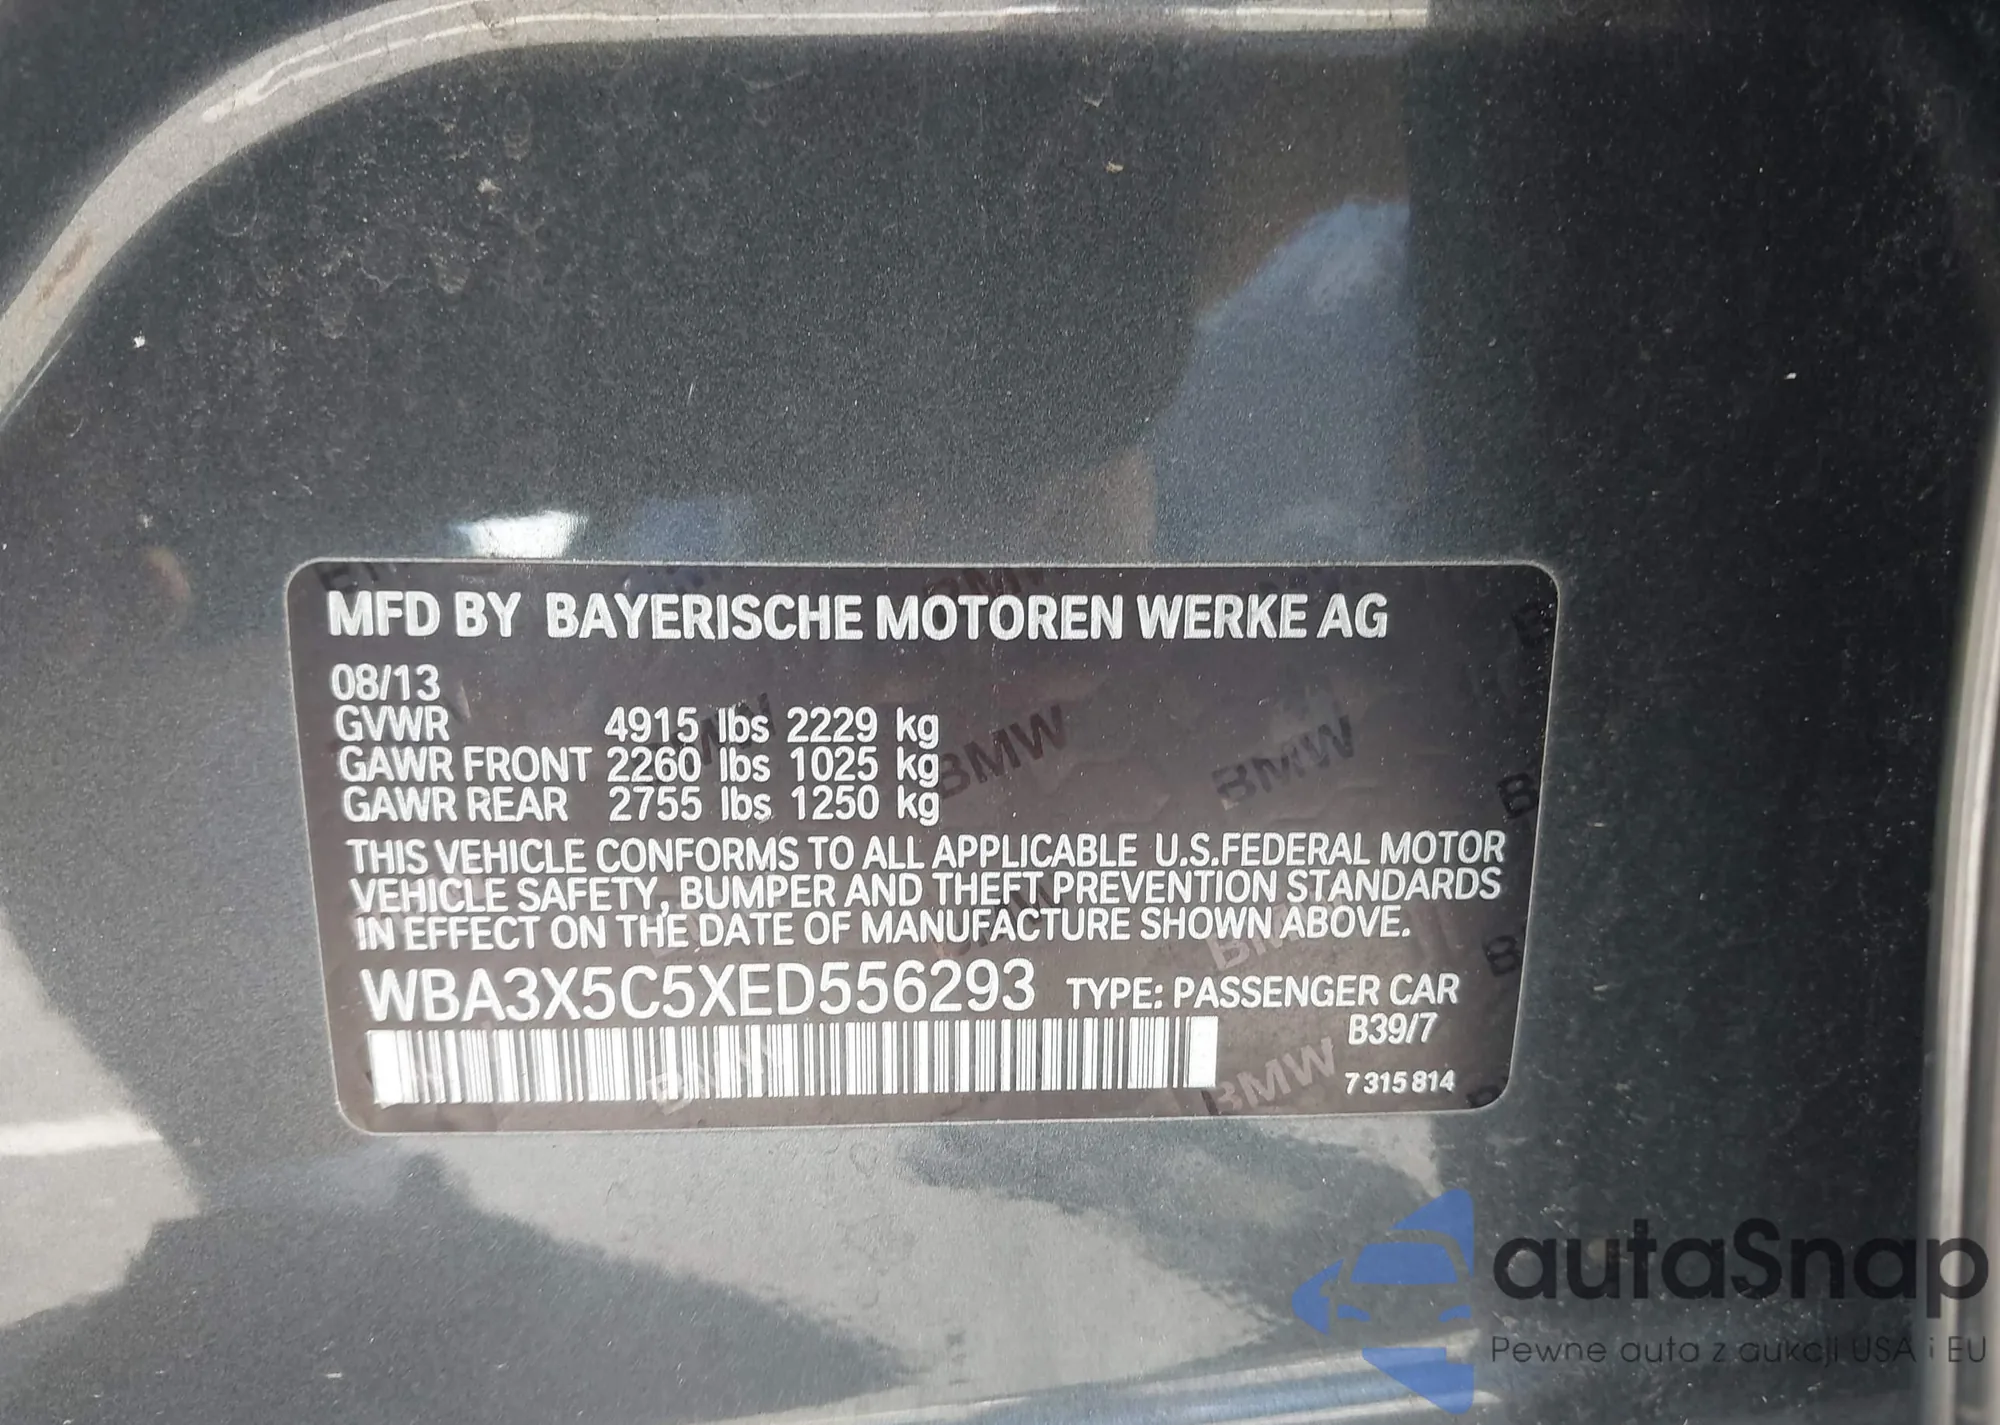 MFD BY BAYERISCHE MOTOREN WERKE AG
08/13
GVWR 4915 lbs 2229 kg
GAWR FRONT 2260 lbs 1025 kg
GAWR REAR 2755 lbs 1250 kg
THIS VEHICLE CONFORMS TO ALL APPLICABLE U.S.FEDERAL MOTOR
VEHICLE SAFETY, BUMPER AND THEFT PREVENTION STANDARDS
IN EFFECT ON THE DATE OF MANUFACTURE SHOWN ABOVE.
WBA3X5C5XED556293 TYPE: PASSENGER CAR
B39/7
7 315 814
BMW BMW BMW
autaSnap
Pewne auta z aukcji USA i EU